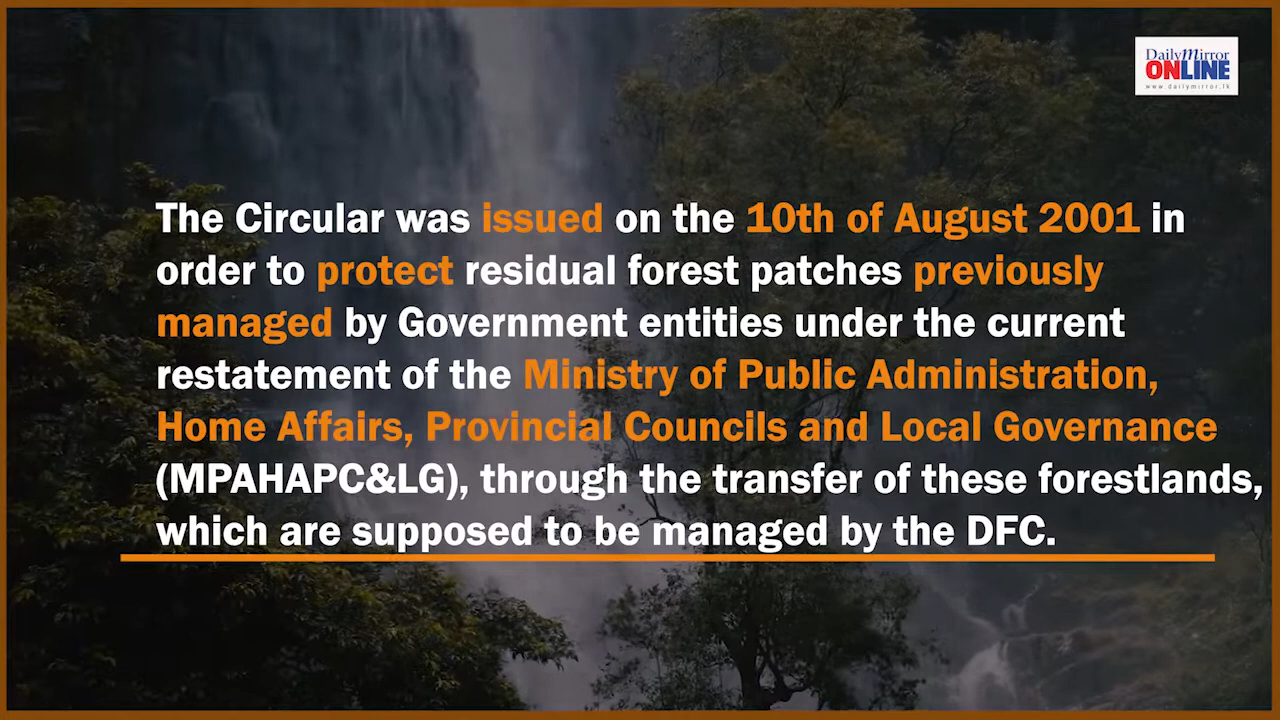 DailyMirror
ONLINE
www.dailymirror.lk
The Circular was issued on the 10th of August 2001 in
order to protect residual forest patches previously
managed by Government entities under the current
restatement of the Ministry of Public Administration,
Home Affairs, Provincial Councils and Local Governance
(MPAHAPC&LG), through the transfer of these forestlands,
which are supposed to be managed by the DFC.